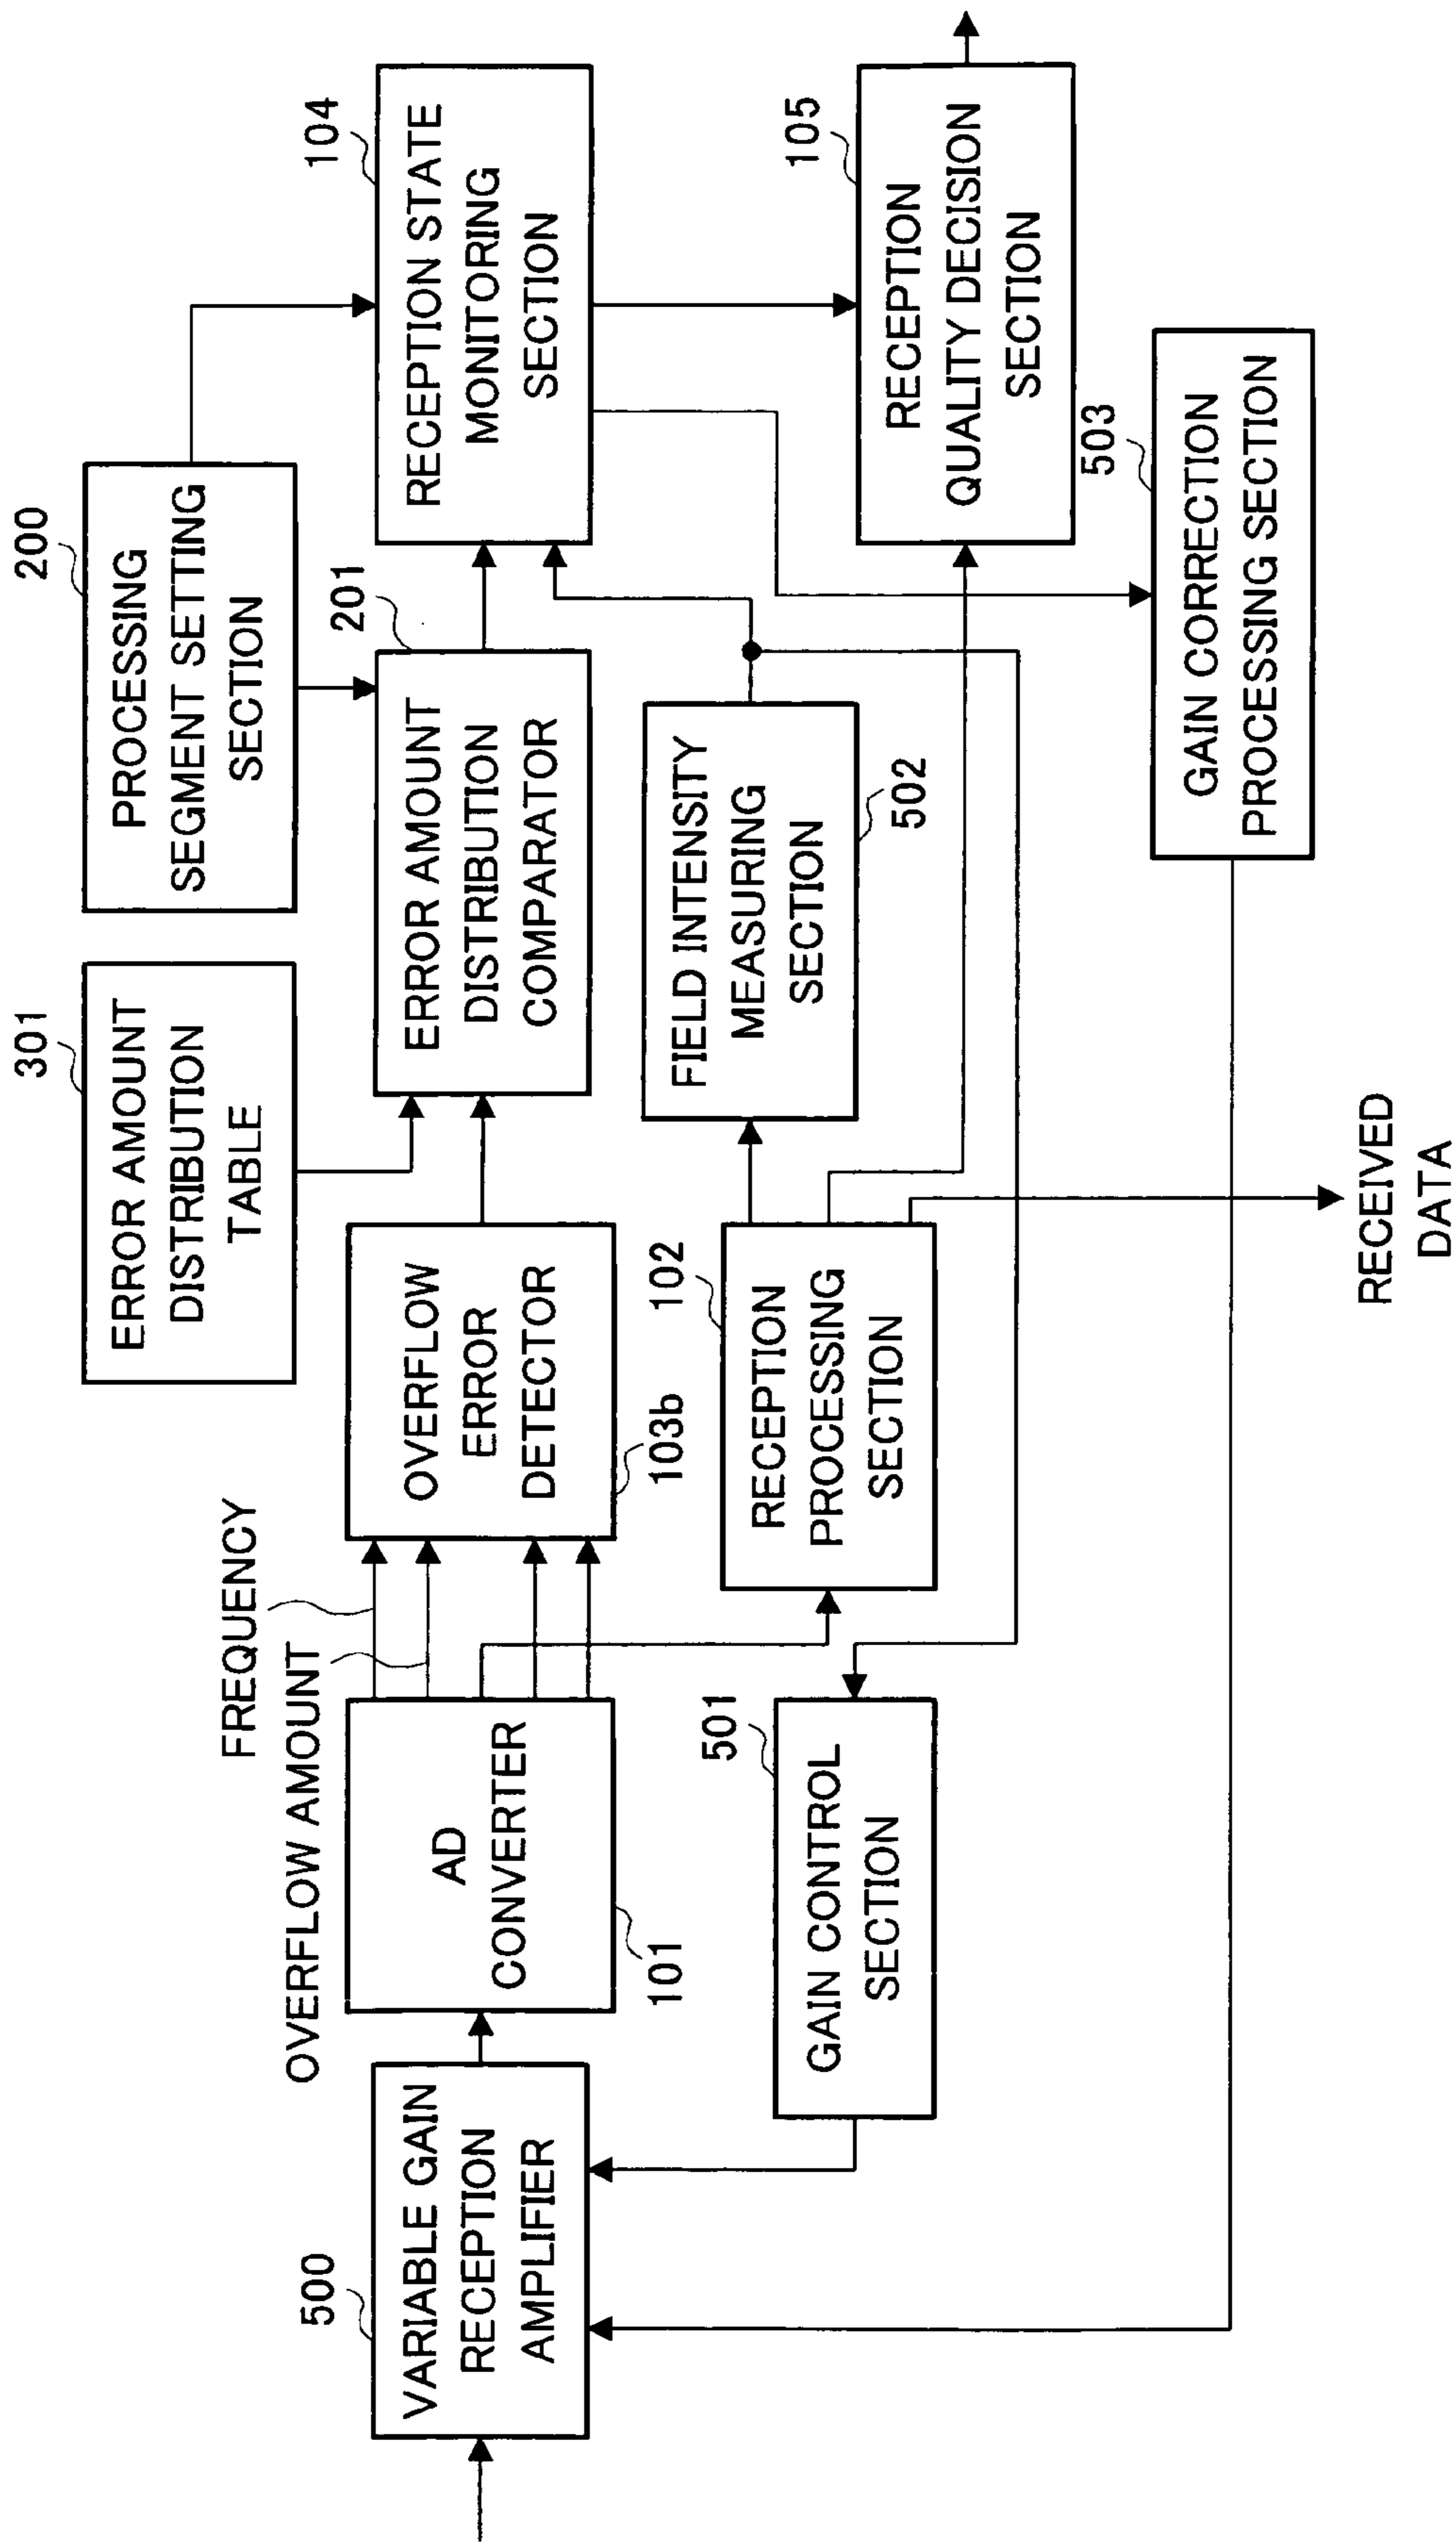 301
ERROR AMOUNT
DISTRIBUTION
TABLE
200
PROCESSING
SEGMENT SETTING
SECTION
FREQUENCY
OVERFLOW AMOUNT
500
VARIABLE GAIN
RECEPTION
AMPLIFIER
AD
CONVERTER
101
OVERFLOW
ERROR
DETECTOR
103b
201
ERROR AMOUNT
DISTRIBUTION
COMPARATOR
104
RECEPTION STATE
MONITORING
SECTION
501
GAIN CONTROL
SECTION
102
RECEPTION
PROCESSING
SECTION
FIELD INTENSITY
MEASURING
SECTION
502
105
RECEPTION
QUALITY DECISION
SECTION
503
GAIN CORRECTION
PROCESSING SECTION
RECEIVED
DATA